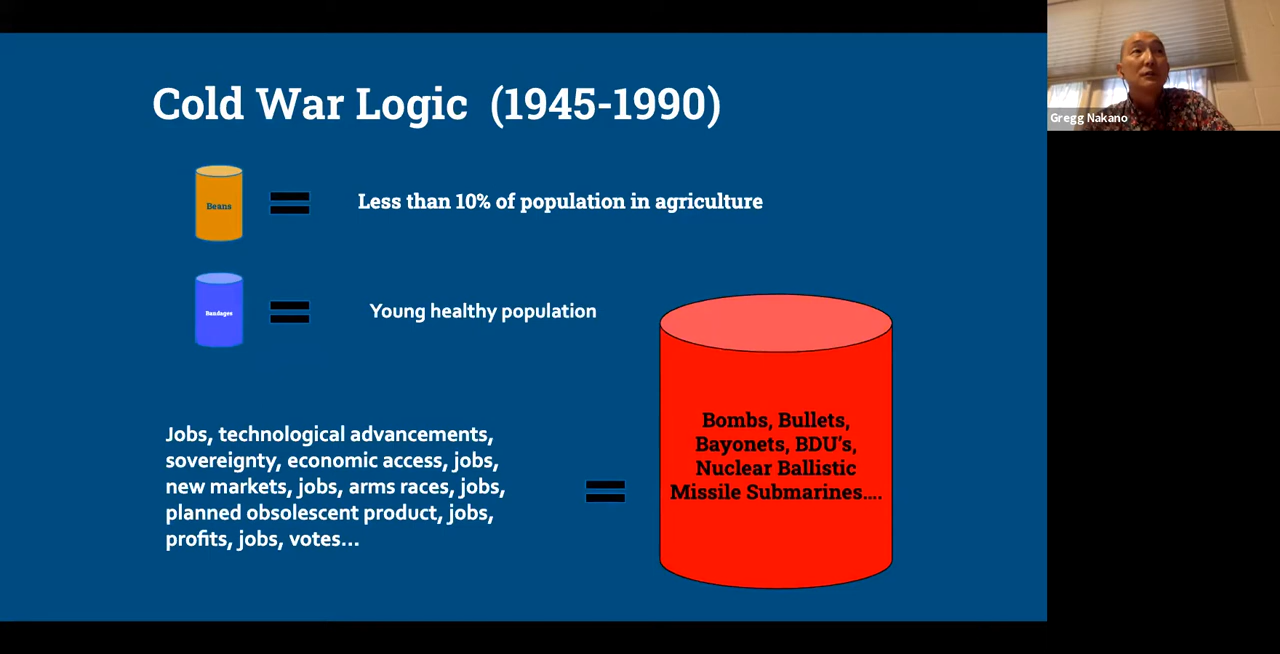 Cold War Logic (1945-1990)
Gregg Nakano
Beans
Less than 10% of population in agriculture
Bandages
Young healthy population
Jobs, technological advancements,
sovereignty, economic access, jobs,
new markets, jobs, arms races, jobs,
planned obsolescent product, jobs,
profits, jobs, votes...
Bombs, Bullets,
Bayonets, BDU's,
Nuclear Ballistic
Missile Submarines....